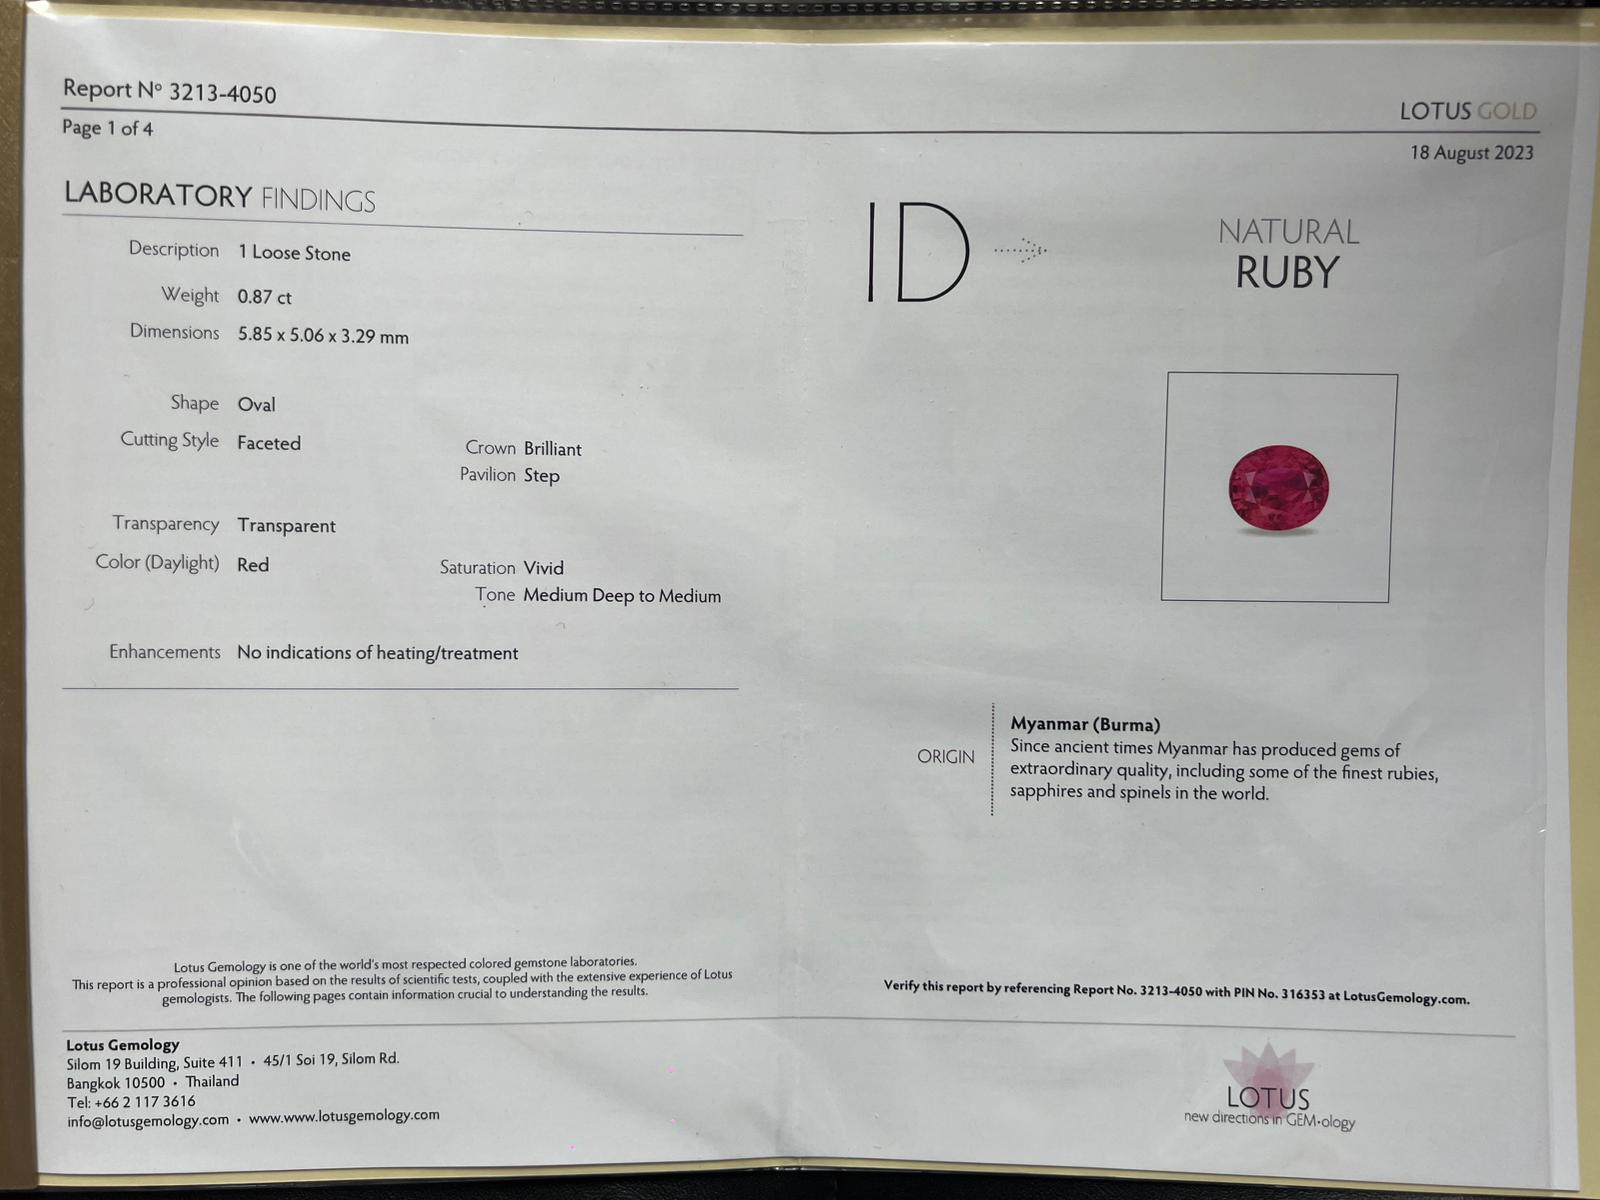 Report Nº 3213-4050
LOTUS GOLD
Page 1 of 4
18 August 2023
LABORATORY FINDINGS
Description 1 Loose Stone
Weight 0.87 ct
Dimensions 5.85 x 5.06 x 3.29 mm
Shape Oval
Cutting Style Faceted
Crown Brilliant
Pavilion Step
Transparency Transparent
Color (Daylight) Red
Saturation Vivid
Tone Medium Deep to Medium
Enhancements No indications of heating/treatment
Lotus Gemology is one of the world's most respected colored gemstone laboratories.
This report is a professional opinion based on the results of scientific tests, coupled with the extensive experience of Lotus
gemologists. The following pages contain information crucial to understanding the results.
Lotus Gemology
Silom 19 Building, Suite 411 • 45/1 Soi 19, Silom Rd.
Bangkok 10500 • Thailand
Tel: +66 2 117 3616
info@lotusgemology.com • www.www.lotusgemology.com
ID
NATURAL
RUBY
ORIGIN
Myanmar (Burma)
Since ancient times Myanmar has produced gems of
extraordinary quality, including some of the finest rubies,
sapphires and spinels in the world.
Verify this report by referencing Report No. 3213-4050 with PIN No. 316353 at LotusGemology.com.
LOTUS
new directions in GEM•ology